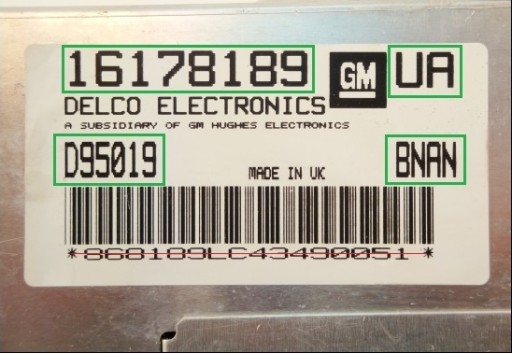 16178189 GM UA
DELCO ELECTRONICS
A SUBSIDIARY OF GM HUGHES ELECTRONICS
D95019 MADE IN UK BNAN
*868189LC43490051*